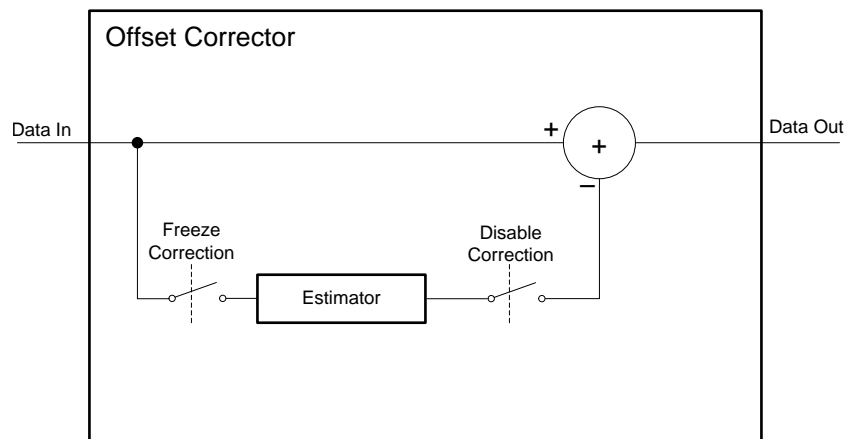 Offset Corrector
Data In
+
+
Data Out
−
Freeze
Correction
Disable
Correction
Estimator